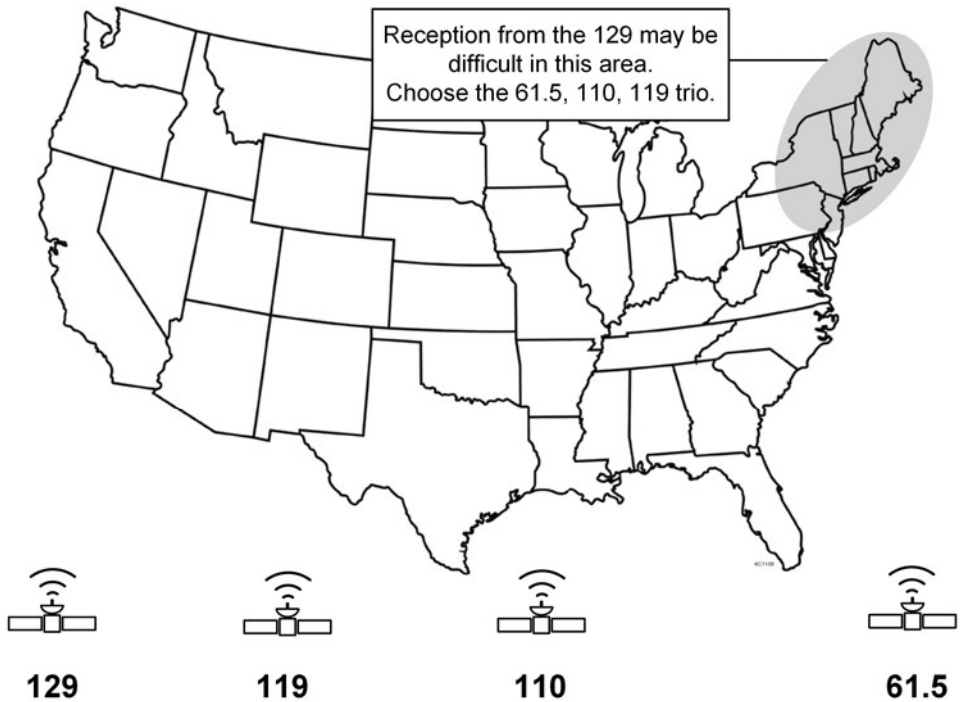 Reception from the 129 may be
difficult in this area.
Choose the 61.5, 110, 119 trio.
KC1109
129
119
110
61.5